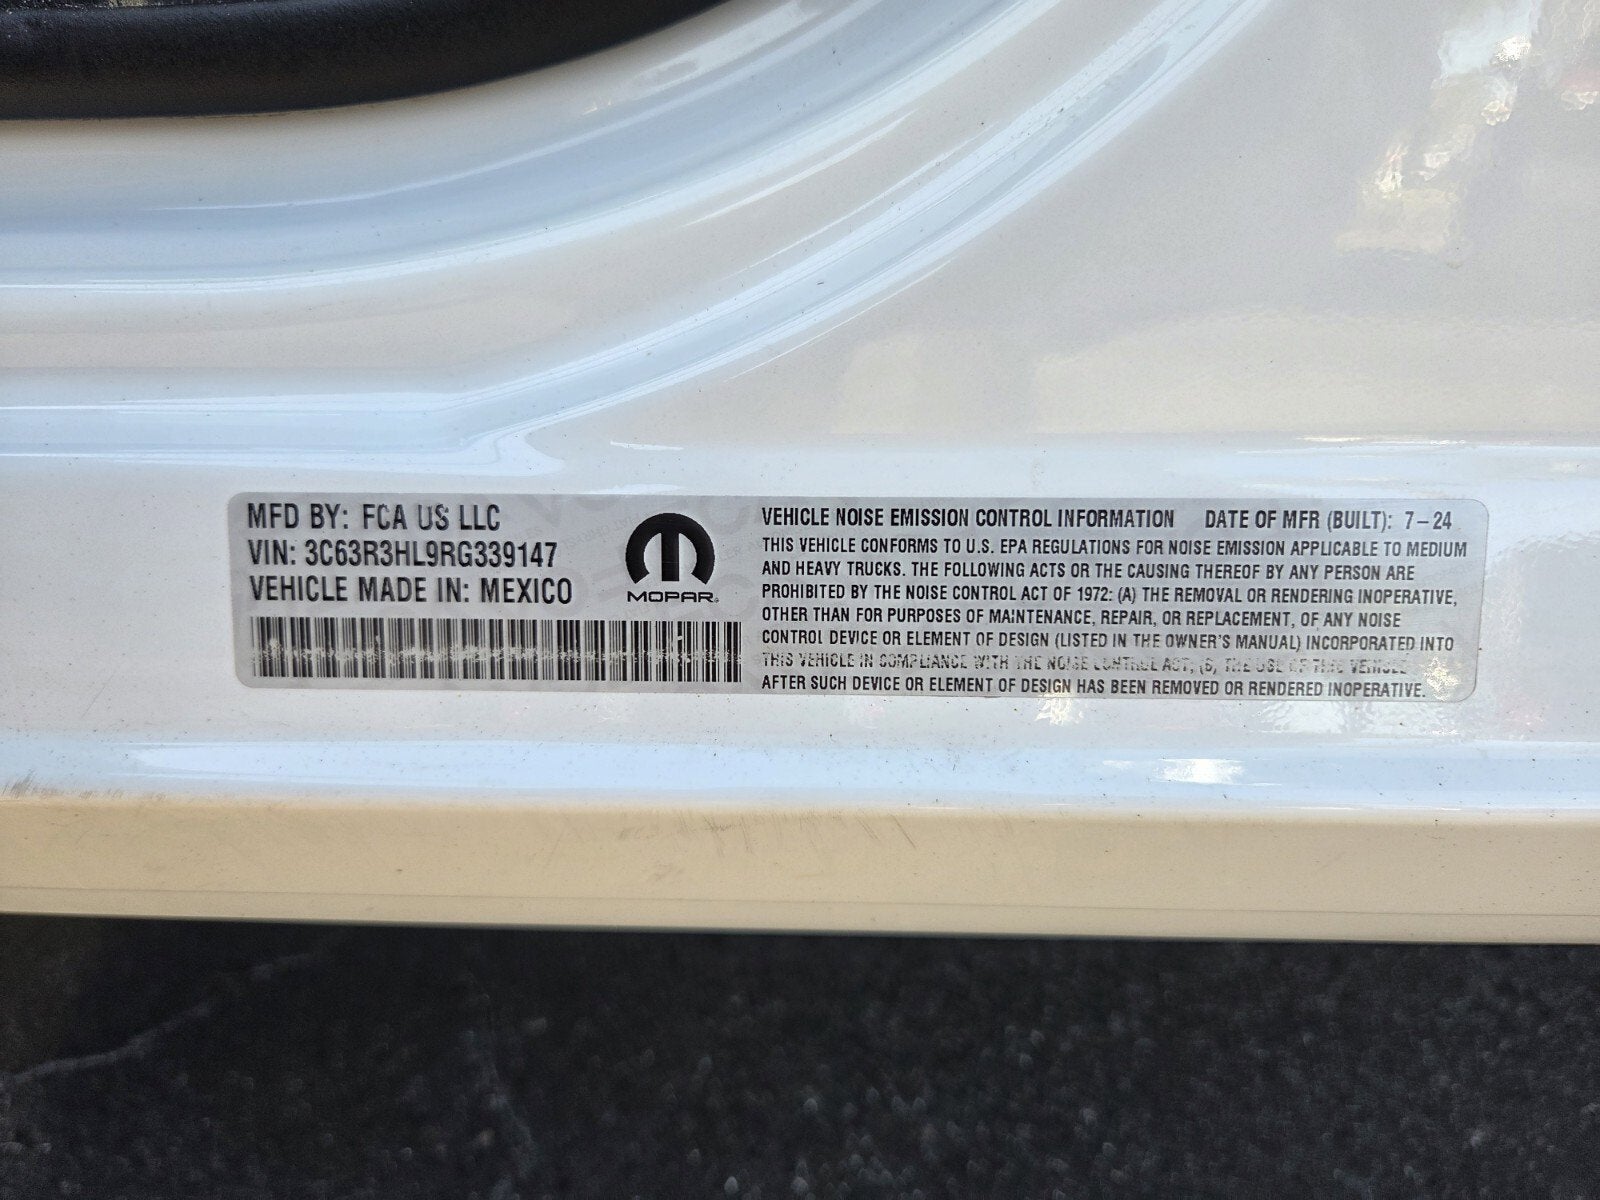 MFD BY: FCA US LLC
VIN: 3C63R3HL9RG339147
VEHICLE MADE IN: MEXICO
MOPAR
VEHICLE NOISE EMISSION CONTROL INFORMATION DATE OF MFR (BUILT): 7-24
THIS VEHICLE CONFORMS TO U.S. EPA REGULATIONS FOR NOISE EMISSION APPLICABLE TO MEDIUM
AND HEAVY TRUCKS. THE FOLLOWING ACTS OR THE CAUSING THEREOF BY ANY PERSON ARE
PROHIBITED BY THE NOISE CONTROL ACT OF 1972: (A) THE REMOVAL OR RENDERING INOPERATIVE,
OTHER THAN FOR PURPOSES OF MAINTENANCE, REPAIR, OR REPLACEMENT, OF ANY NOISE
CONTROL DEVICE OR ELEMENT OF DESIGN (LISTED IN THE OWNER'S MANUAL) INCORPORATED INTO
THIS VEHICLE IN COMPLIANCE WITH THE NOISE CONTROL ACT, THE USE OF THIS VEHICLE
AFTER SUCH DEVICE OR ELEMENT OF DESIGN HAS BEEN REMOVED OR RENDERED INOPERATIVE.